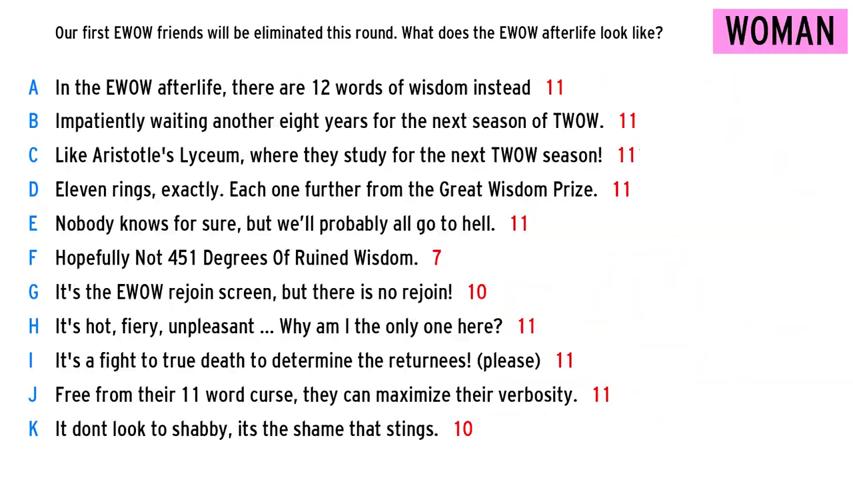 Our first EWOW friends will be eliminated this round. What does the EWOW afterlife look like?
WOMAN
A In the EWOW afterlife, there are 12 words of wisdom instead 11
B Impatiently waiting another eight years for the next season of TWOW. 11
C Like Aristotle's Lyceum, where they study for the next TWOW season! 11
D Eleven rings, exactly. Each one further from the Great Wisdom Prize. 11
E Nobody knows for sure, but we’ll probably all go to hell. 11
F Hopefully Not 451 Degrees Of Ruined Wisdom. 7
G It's the EWOW rejoin screen, but there is no rejoin! 10
H It's hot, fiery, unpleasant ... Why am I the only one here? 11
I It's a fight to true death to determine the returnees! (please) 11
J Free from their 11 word curse, they can maximize their verbosity. 11
K It dont look to shabby, its the shame that stings. 10